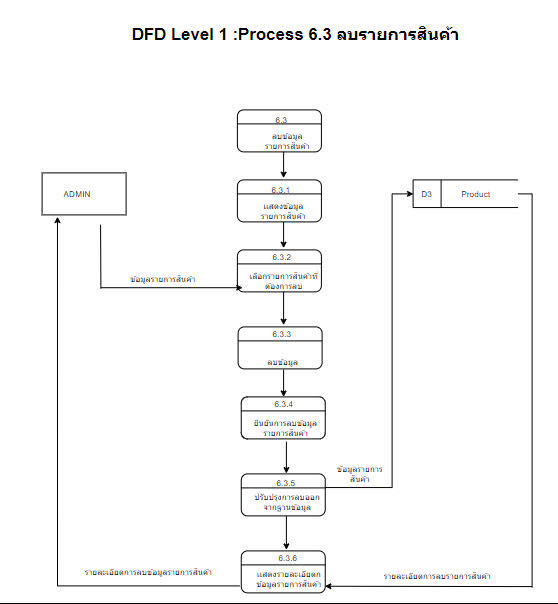 DFD Level 1 :Process 6.3 ลบรายการสินค้า
6.3
ลบข้อมูล
รายการสินค้า
ADMIN
6.3.1
แสดงข้อมูล
รายการสินค้า
D3 Product
6.3.2
เลือกรายการสินค้าที่
ต้องการลบ
ข้อมูลรายการสินค้า
6.3.3
ลบข้อมูล
6.3.4
ยืนยันการลบข้อมูล
รายการสินค้า
ข้อมูลรายการ
สินค้า
6.3.5
ปรับปรุงการลบออก
จากฐานข้อมูล
6.3.6
แสดงรายละเอียดก
ข้อมูลรายการสินค้า
รายละเอียดการลบข้อมูลรายการสินค้า
รายละเอียดการลบรายการสินค้า